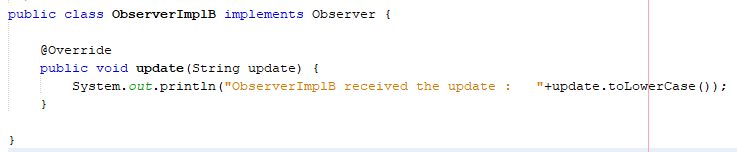 public class ObserverImplB implements Observer {
@Override
public void update(String update) {
System.out.println("ObserverImplB received the update :   "+update.toLowerCase());
}
}